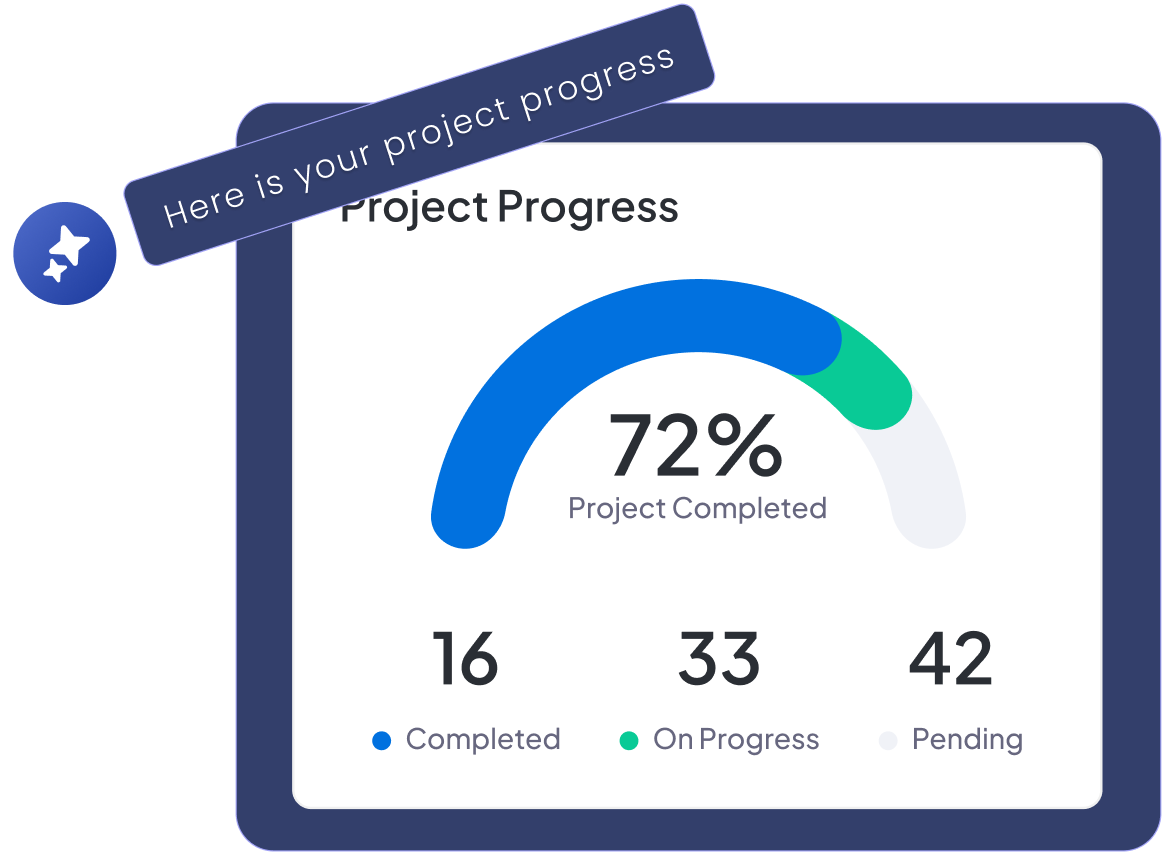 Here is your project progress
Project Progress
72%
Project Completed
16 33 42
Completed On Progress Pending